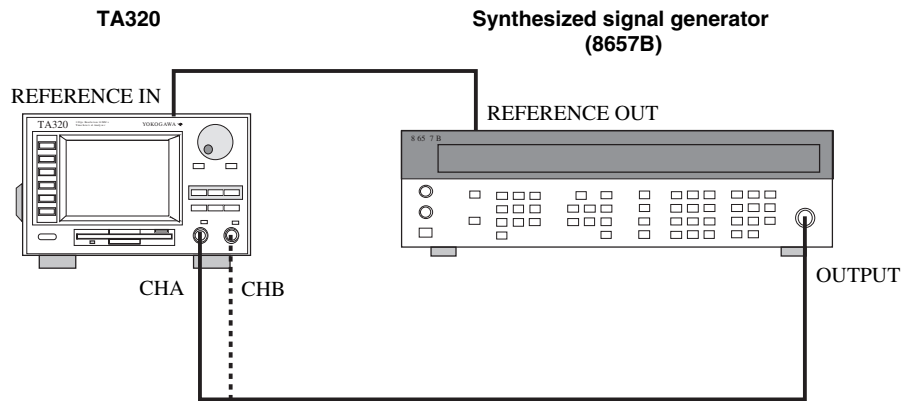 TA320
Synthesized signal generator
(8657B)
REFERENCE IN
REFERENCE OUT
TA320
YOKOGAWA
8 65 7 B
CHA
CHB
OUTPUT